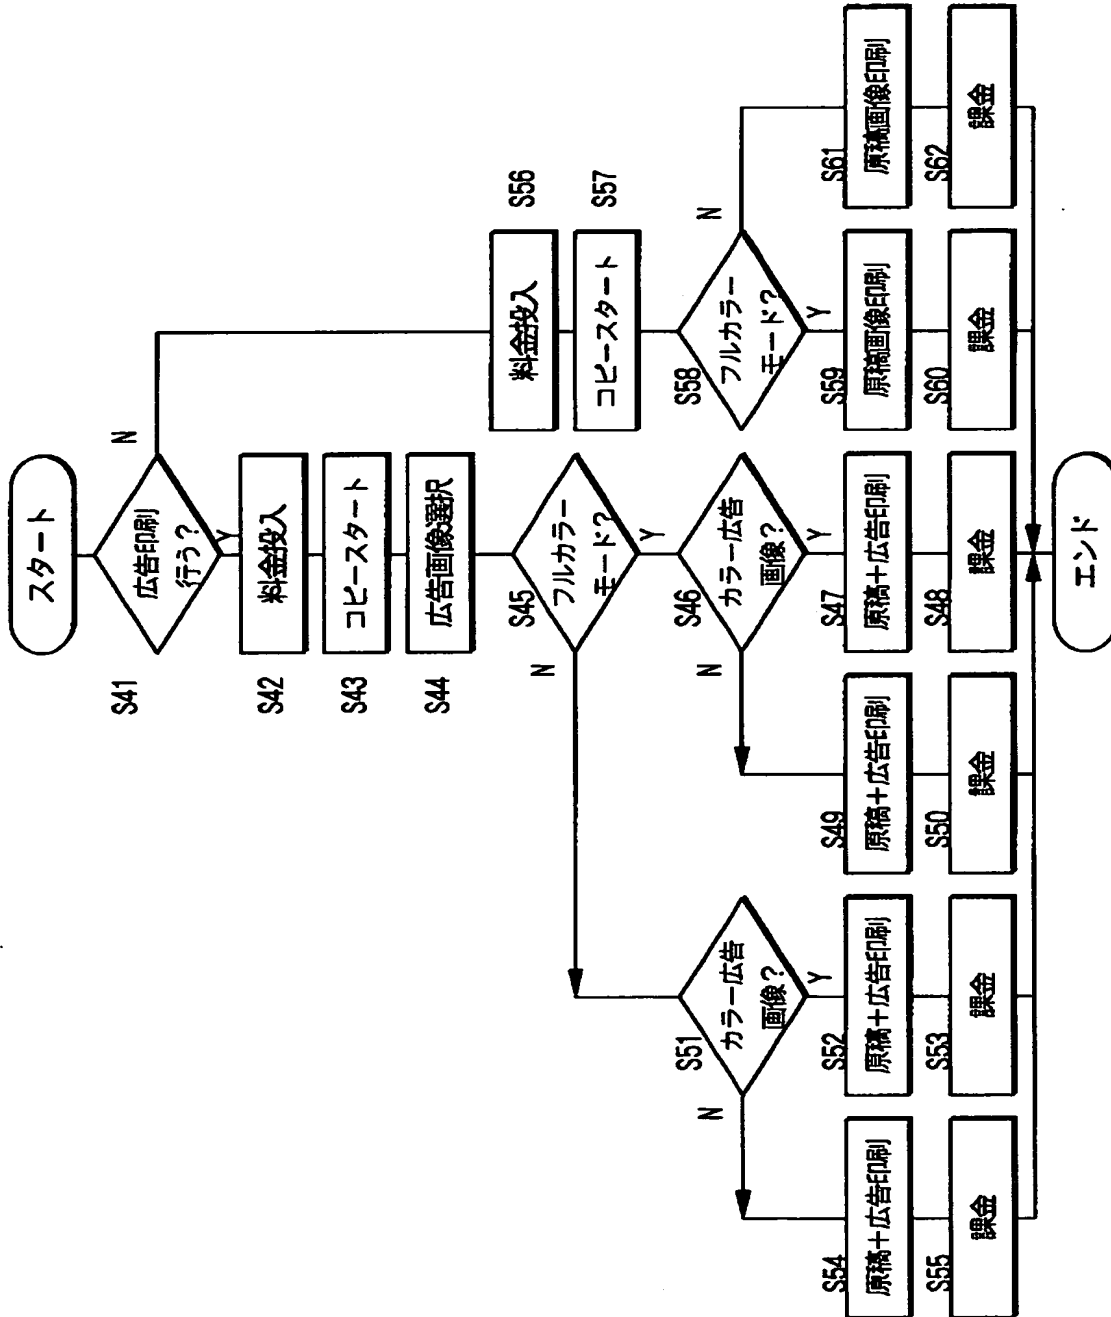 スタート
S41
広告印刷
行う?
N
Y
S42
料金投入
S43
コピースタート
S44
広告画像選択
S45
フルカラー
モード?
N
Y
S46
カラー広告
画像?
N
Y
S47
原稿+広告印刷
S48
課金
S49
原稿+広告印刷
S50
課金
S51
カラー広告
画像?
N
Y
S52
原稿+広告印刷
S53
課金
S54
原稿+広告印刷
S55
課金
S56
料金投入
S57
コピースタート
S58
フルカラー
モード?
N
Y
S59
原稿画像印刷
S60
課金
S61
原稿画像印刷
S62
課金
エンド